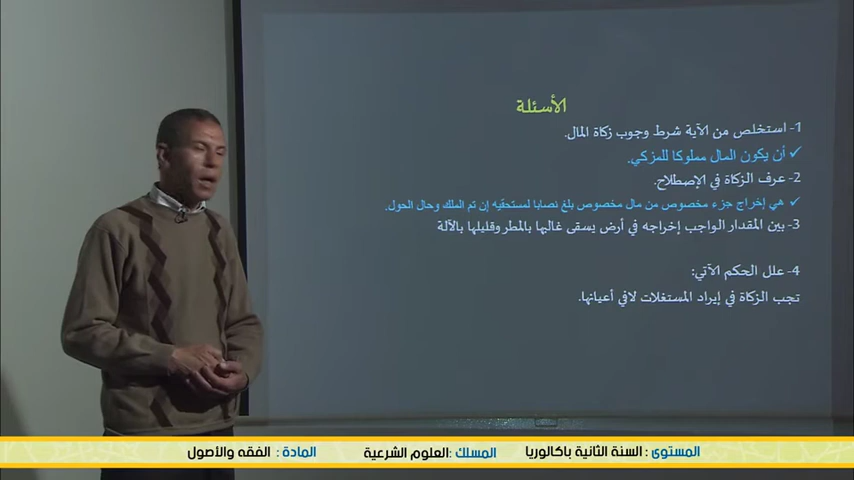 الأسئلة
1- استخلص من الآية شرط وجوب زكاة المال.
✓ أن يكون المال مملوكا للمزكي.
2- عرف الزكاة في الإصطلاح.
✓ هي إخراج جزء مخصوص من مال مخصوص بلغ نصابا لمستحقيه إن تم الملك وحال الحول.
3- بين المقدار الواجب إخراجه في أرض يسقى غالبها بالمطر وقليلها بالآلة
4- علل الحكم الآتي:
تجب الزكاة في إيراد المستغلات لافي أعيانها.
المستوى : السنة الثانية باكالوريا المسلك :العلوم الشرعية المادة : الفقه والأصول